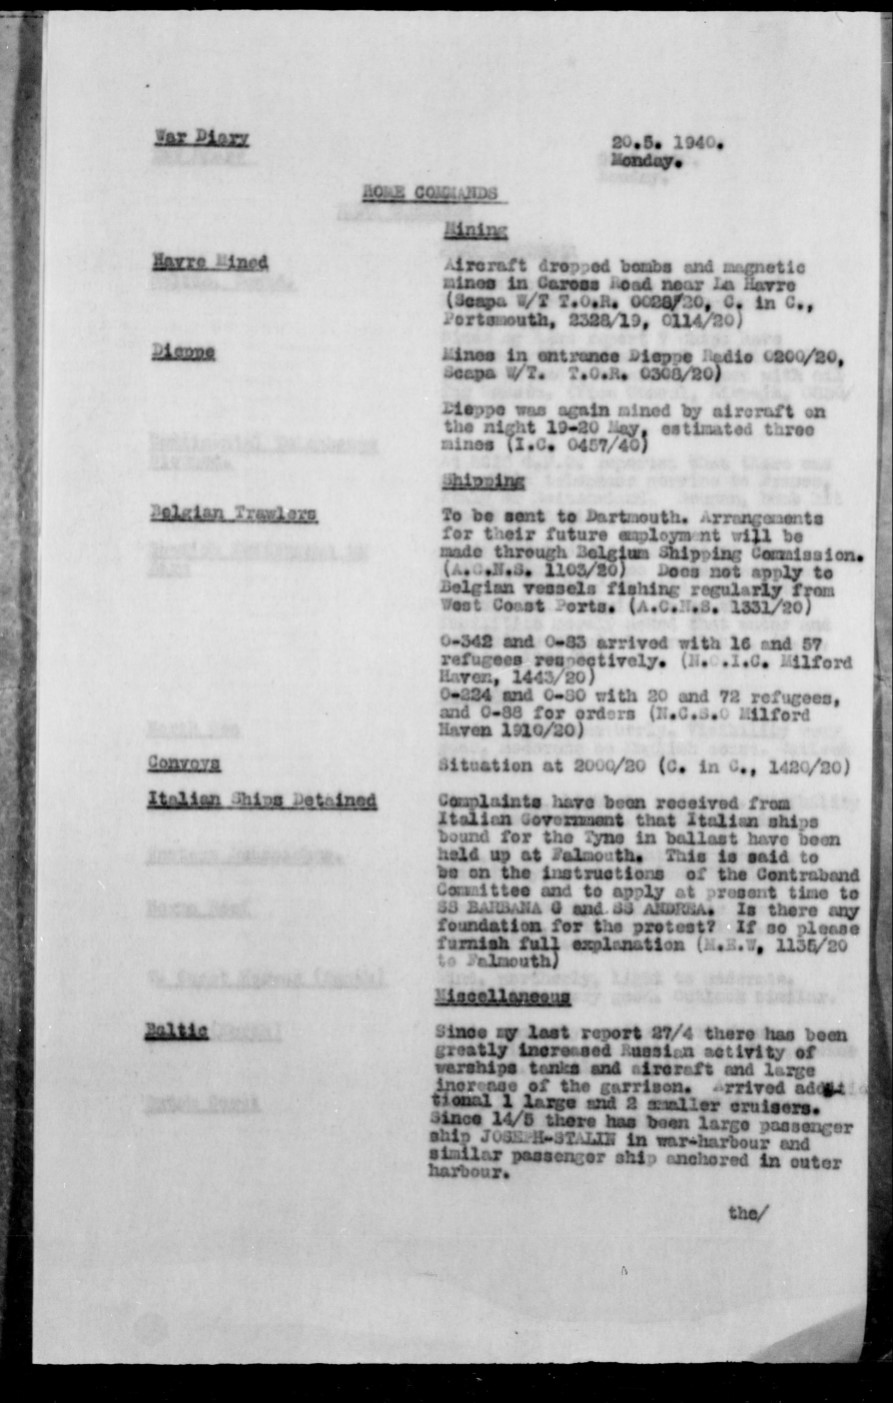 War Diary
20.5. 1940.
Monday.
HOME COMMANDS
Mining
Havre Mined
Aircraft dropped bombs and magnetic
mines in Caross Road near La Havre
(Scapa W/T T.O.R. 0028/20, C. in C.,
Portsmouth, 2328/19, 0114/20)
Dieppe
Mines in entrance Dieppe Radio 0200/20,
Scapa W/T. T.O.R. 0308/20)
Dieppe was again mined by aircraft on
the night 19-20 May, estimated three
mines (I.C. 0457/40)
Shipping
Belgian Trawlers
To be sent to Dartmouth. Arrangements
for their future employment will be
made through Belgium Shipping Commission.
(A.C.N.S. 1103/20) Does not apply to
Belgian vessels fishing regularly from
West Coast Ports. (A.C.N.S. 1331/20)
O-342 and O-83 arrived with 16 and 57
refugees respectively. (N.O.I.C. Milford
Haven, 1443/20)
O-224 and O-80 with 20 and 72 refugees,
and O-88 for orders (N.C.S.O Milford
Haven 1910/20)
Convoys
Situation at 2000/20 (C. in C., 1420/20)
Italian Ships Detained
Complaints have been received from
Italian Government that Italian ships
bound for the Tyne in ballast have been
held up at Falmouth. This is said to
be on the instructions of the Contraband
Committee and to apply at present time to
SS BARBANA G and SS ANDREA. Is there any
foundation for the protest? If so please
furnish full explanation (M.E.W, 1135/20
to Falmouth)
Miscellaneous
Baltic
Since my last report 27/4 there has been
greatly increased Russian activity of
warships tanks and aircraft and large
increase of the garrison. Arrived addi
tional 1 large and 2 smaller cruisers.
Since 14/5 there has been large passenger
ship JOSEPH-STALIN in war-harbour and
similar passenger ship anchored in outer
harbour.
the/